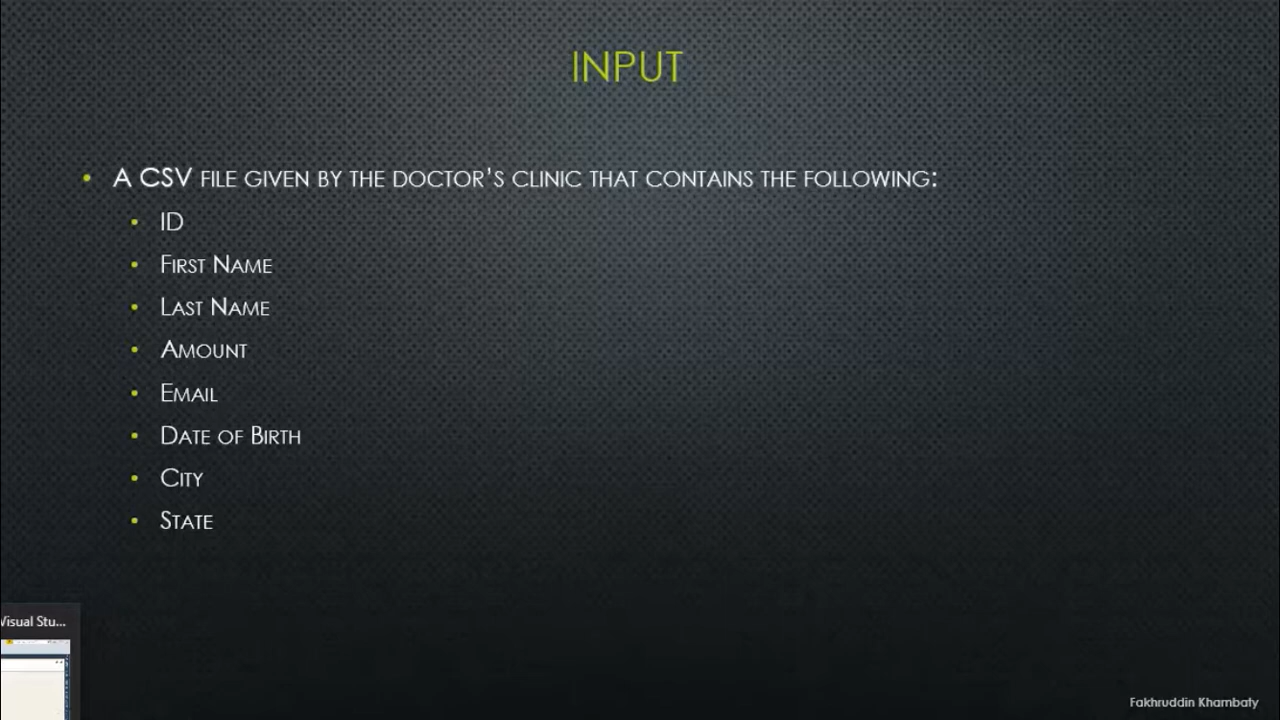 INPUT
• A CSV FILE GIVEN BY THE DOCTOR'S CLINIC THAT CONTAINS THE FOLLOWING:
• ID
• FIRST NAME
• LAST NAME
• AMOUNT
• EMAIL
• DATE OF BIRTH
• CITY
• STATE
Visual Stu...
Fakhruddin Khambaty